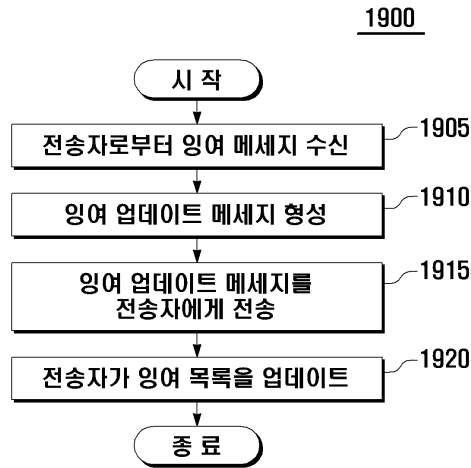 1900
시 작
1905
전송자로부터 잉여 메세지 수신
1910
잉여 업데이트 메세지 형성
1915
잉여 업데이트 메세지를
전송자에게 전송
1920
전송자가 잉여 목록을 업데이트
종 료